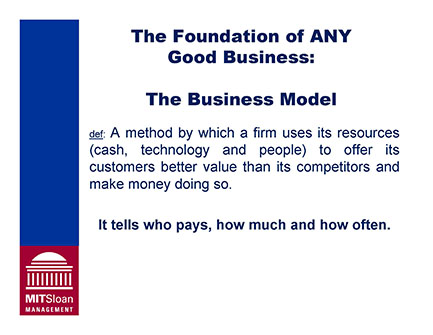 The Foundation of ANY
Good Business:
The Business Model
def: A method by which a firm uses its resources
(cash, technology and people) to offer its
customers better value than its competitors and
make money doing so.
It tells who pays, how much and how often.
MITSloan
MANAGEMENT